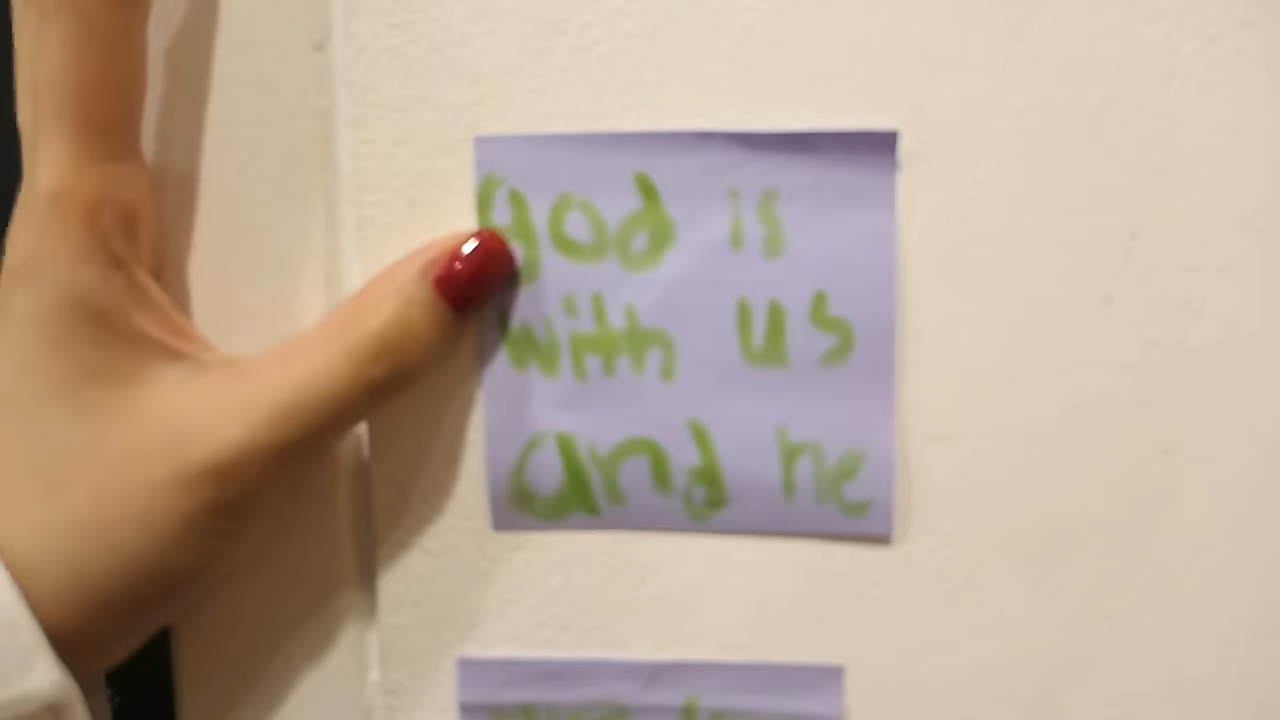 god is
with us
and he